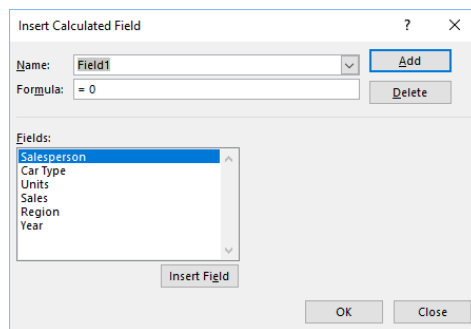 Insert Calculated Field ? X
Name: Field1 Add
Formula: = 0 Delete
Fields:
Salesperson
Car Type
Units
Sales
Region
Year
Insert Field
OK Close